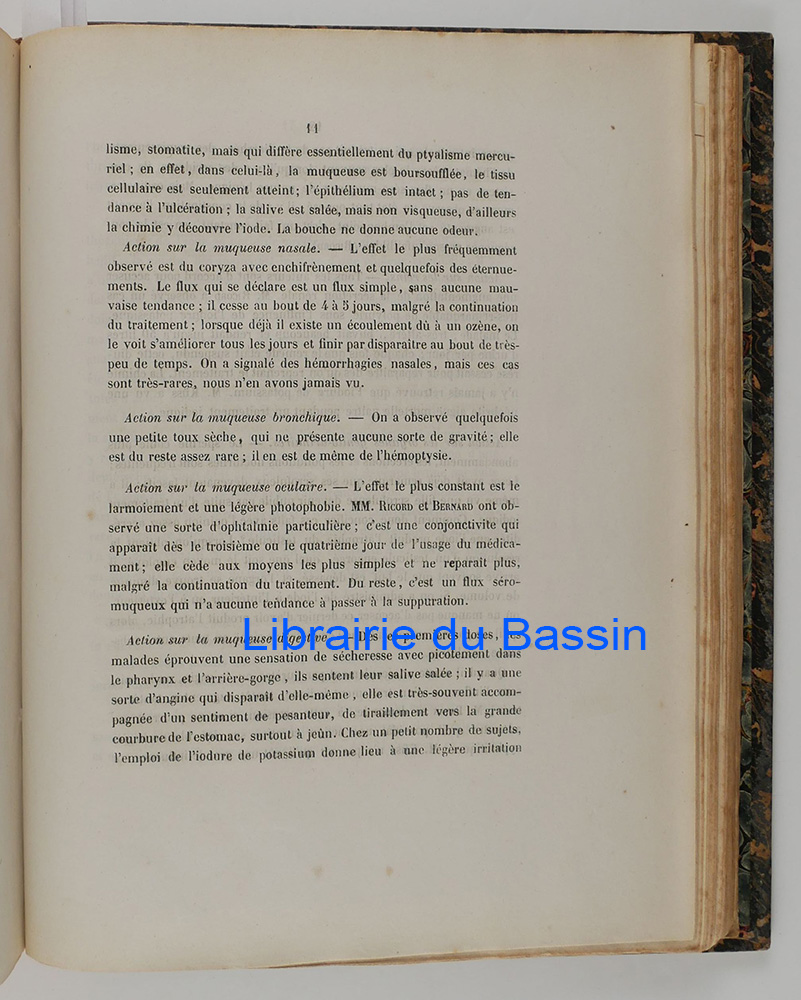 11
lisme, stomatite, mais qui diffère essentiellement du ptyalisme mercu-
riel ; en effet, dans celui-là, la muqueuse est boursoufflée, le tissu
cellulaire est seulement atteint ; l'épithélium est intact ; pas de ten-
dance à l'ulcération ; la salive est salée, mais non visqueuse, d'ailleurs
la chimie y découvre l'iode. La bouche ne donne aucune odeur.
Action sur la muqueuse nasale. — L'effet le plus fréquemment
observé est du coryza avec enchifrènement et quelquefois des éternue-
ments. Le flux qui se déclare est un flux simple, sans aucune mau-
vaise tendance ; il cesse au bout de 4 à 5 jours, malgré la continuation
du traitement ; lorsque déjà il existe un écoulement dû à un ozène, on
le voit s'améliorer tous les jours et finir par disparaître au bout de très-
peu de temps. On a signalé des hémorrhagies nasales, mais ces cas
sont très-rares, nous n'en avons jamais vu.
Action sur la muqueuse bronchique. — On a observé quelquefois
une petite toux sèche, qui ne présente aucune sorte de gravité ; elle
est du reste assez rare ; il en est de même de l'hémoptysie.
Action sur la muqueuse oculaire. — L'effet le plus constant est le
larmoiement et une légère photophobie. MM. RICORD et BERNARD ont ob-
servé une sorte d'ophtalmie particulière ; c'est une conjonctivite qui
apparaît dès le troisième ou le quatrième jour de l'usage du médica-
ment ; elle cède aux moyens les plus simples et ne reparait plus,
malgré la continuation du traitement. Du reste, c'est un flux séro-
muqueux qui n'a aucune tendance à passer à la suppuration.
Action sur la muqueuse digestive. — Dès les premières doses, les
Librairie du Bassin
malades éprouvent une sensation de sécheresse avec picotement dans
le pharynx et l'arrière-gorge, ils sentent leur salive salée ; il y a une
sorte d'angine qui disparaît d'elle-même, elle est très-souvent accom-
pagnée d'un sentiment de pesanteur, de tiraillement vers la grande
courbure de l'estomac, surtout à jeûn. Chez un petit nombre de sujets,
l'emploi de l'iodure de potassium donne lieu à une légère irritation